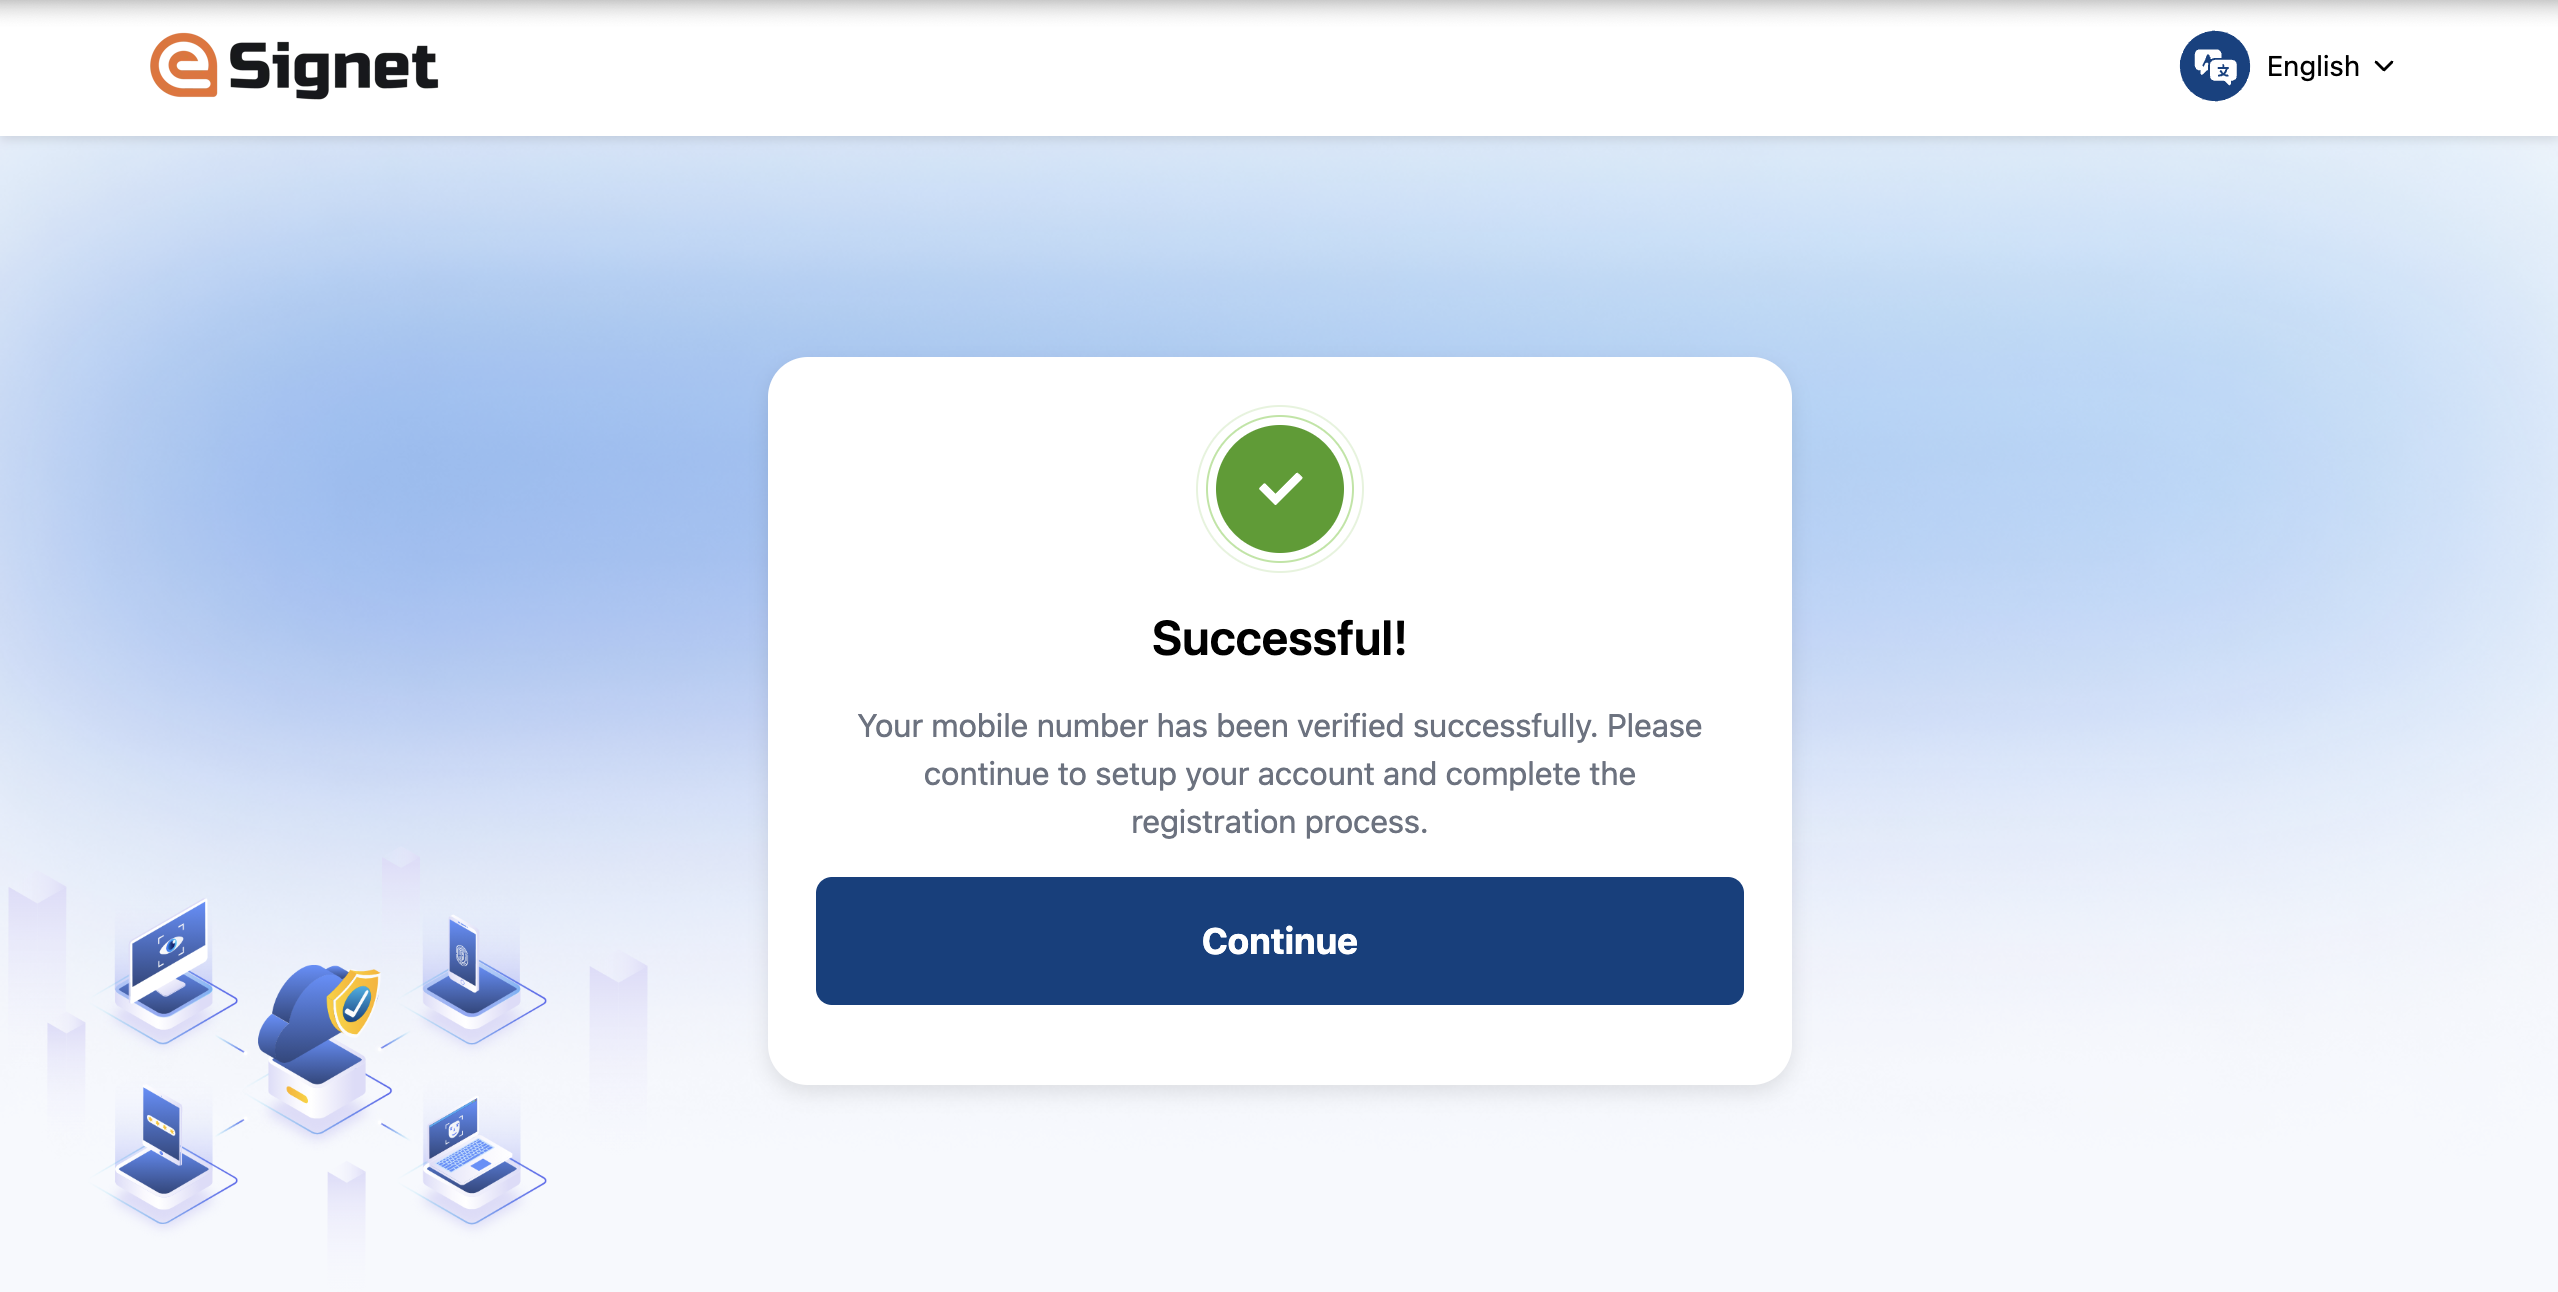 eSignet
English
Successful!
Your mobile number has been verified successfully. Please
continue to setup your account and complete the
registration process.
Continue